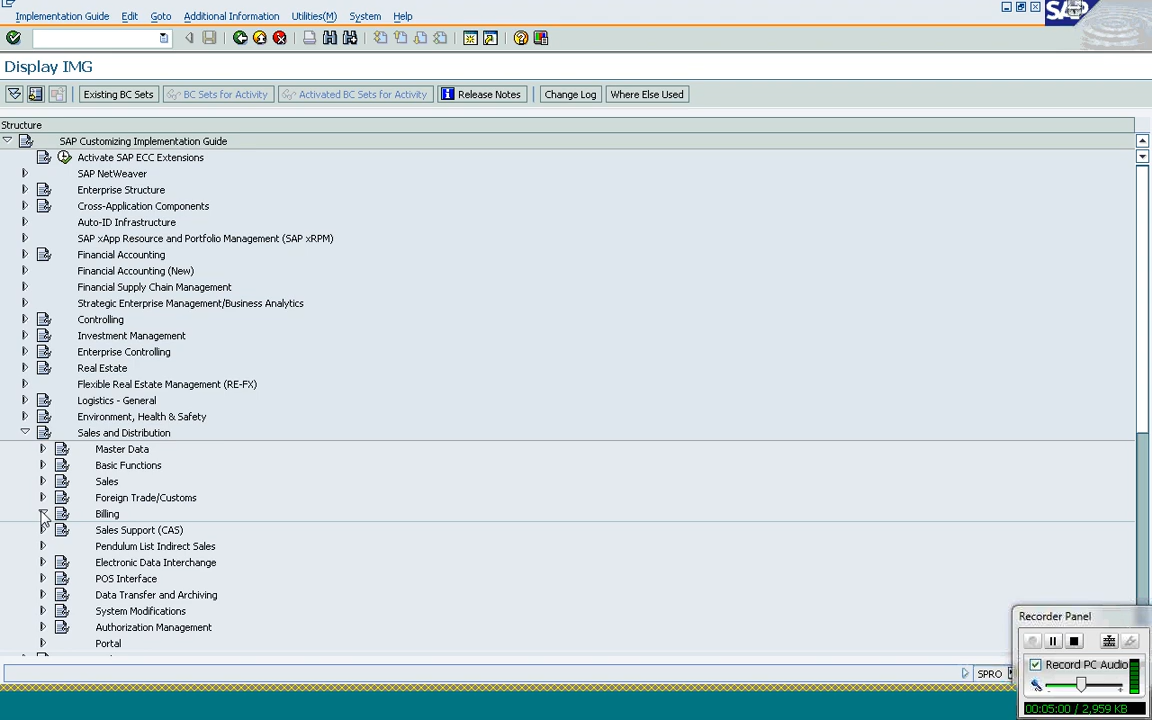 Implementation Guide Edit Goto Additional Information Utilities(M) System Help
SAP
Display IMG
Existing BC Sets BC Sets for Activity Activated BC Sets for Activity Release Notes Change Log Where Else Used
Structure
SAP Customizing Implementation Guide
Activate SAP ECC Extensions
SAP NetWeaver
Enterprise Structure
Cross-Application Components
Auto-ID Infrastructure
SAP xApp Resource and Portfolio Management (SAP xRPM)
Financial Accounting
Financial Accounting (New)
Financial Supply Chain Management
Strategic Enterprise Management/Business Analytics
Controlling
Investment Management
Enterprise Controlling
Real Estate
Flexible Real Estate Management (RE-FX)
Logistics - General
Environment, Health & Safety
Sales and Distribution
Master Data
Basic Functions
Sales
Foreign Trade/Customs
Billing
Sales Support (CAS)
Pendulum List Indirect Sales
Electronic Data Interchange
POS Interface
Data Transfer and Archiving
System Modifications
Authorization Management
Portal
SPRO
Recorder Panel
Record PC Audio
00:05:00 / 2,959 KB